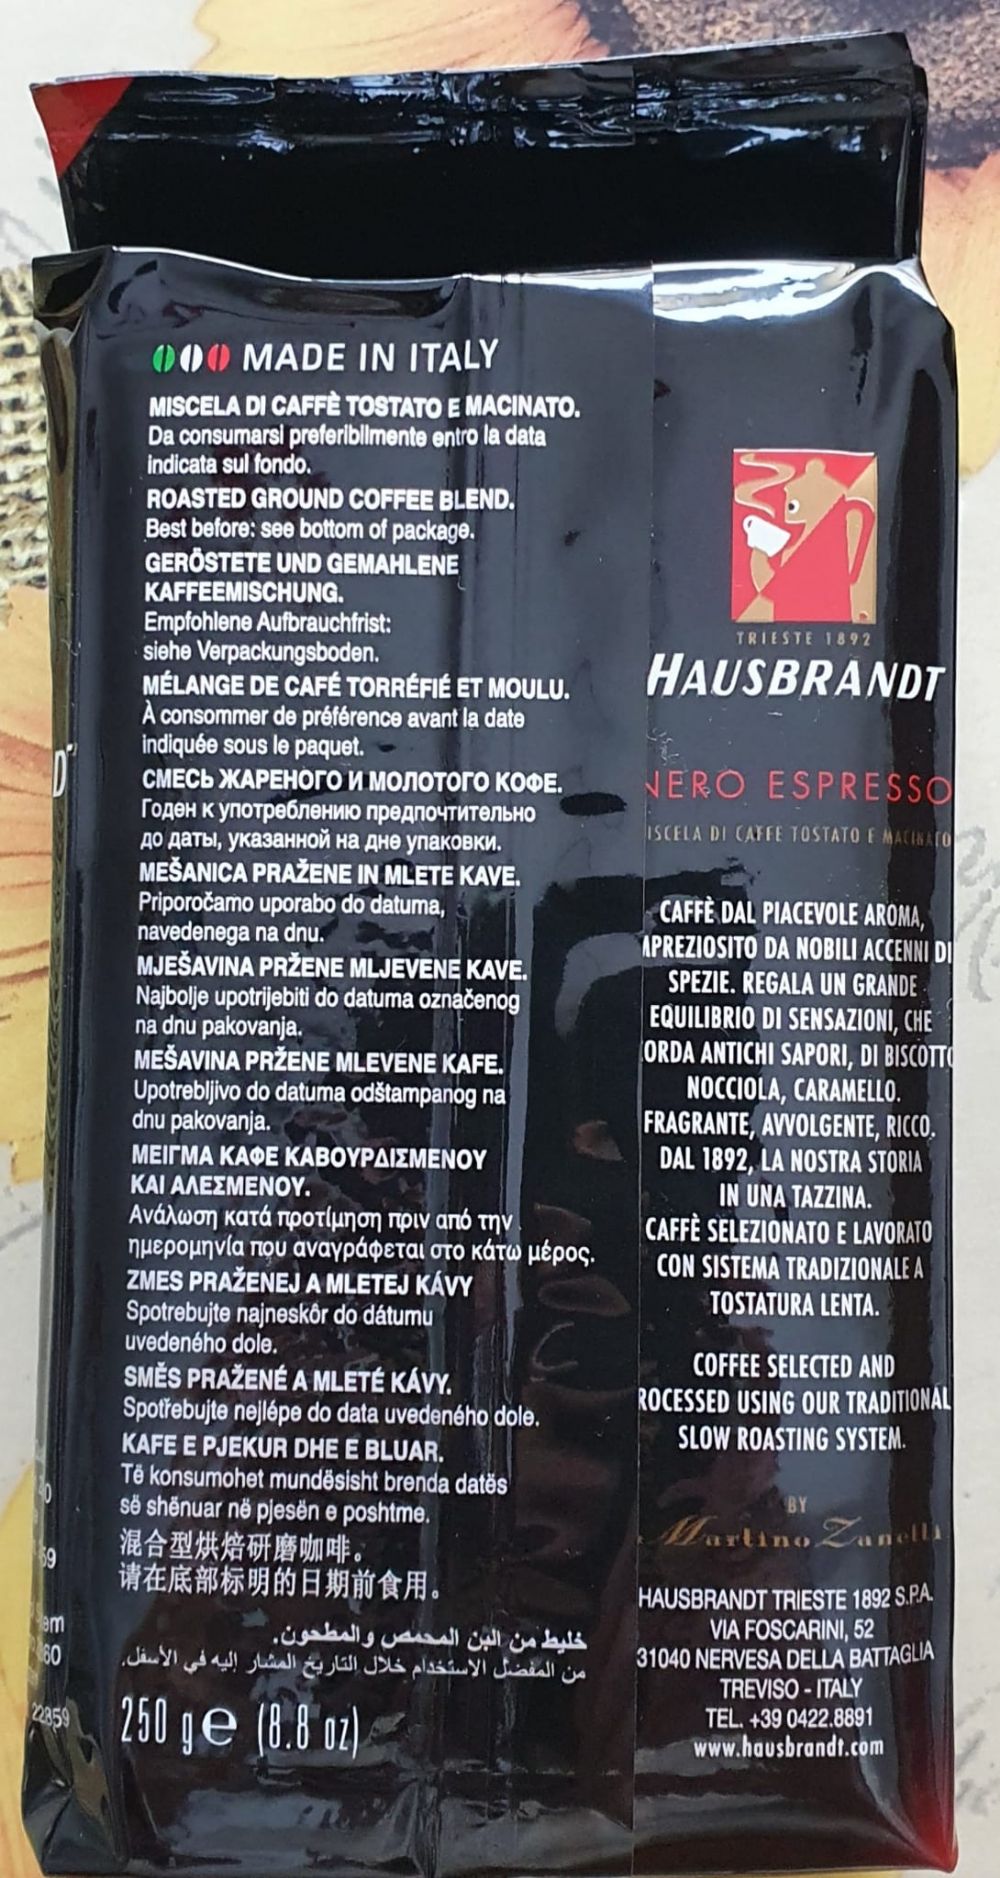 MADE IN ITALY
MISCELA DI CAFFÈ TOSTATO E MACINATO.
Da consumarsi preferibilmente entro la data
indicata sul fondo.
ROASTED GROUND COFFEE BLEND.
Best before: see bottom of package.
GERÖSTETE UND GEMAHLENE
KAFFEEMISCHUNG.
Empfohlene Aufbrauchfrist:
siehe Verpackungsboden.
MÉLANGE DE CAFÉ TORRÉFIÉ ET MOULU.
À consommer de préférence avant la date
indiquée sous le paquet.
СМЕСЬ ЖАРЕНОГО И МОЛОТОГО КОФЕ.
Годен к употреблению предпочтительно
до даты, указанной на дне упаковки.
MEŠANICA PRAŽENE IN MLETE KAVE.
Priporočamo uporabo do datuma,
navedenega na dnu.
MJEŠAVINA PRŽENE MLJEVENE KAVE.
Najbolje upotrijebiti do datuma označenog
na dnu pakovanja.
MEŠAVINA PRŽENE MLEVENE KAFE.
Upotrebljivo do datuma odštampanog na
dnu pakovanja.
ΜΕΙΓΜΑ ΚΑΦΕ ΚΑΒΟΥΡΔΙΣΜΕΝΟΥ
ΚΑΙ ΑΛΕΣΜΕΝΟΥ.
Ανάλωση κατά προτίμηση πριν από την
ημερομηνία που αναγράφεται στο κάτω μέρος.
ZMES PRAŽENEJ A MLETEJ KÁVY
Spotrebujte najneskôr do dátumu
uvedeného dole.
SMĚS PRAŽENÉ A MLETÉ KÁVY.
Spotřebujte nejlépe do data uvedeného dole.
KAFE E PJEKUR DHE E BLUAR.
Të konsumohet mundësisht brenda datës
së shënuar në pjesën e poshtme.
混合型烘焙研磨咖啡。
请在底部标明的日期前食用。
خليط من البن المحمص والمطحون.
من المفضل الاستخدام خلال التاريخ المشار إليه في الأسفل.
250 g e (8.8 oz)
TRIESTE 1892
HAUSBRANDT
NERO ESPRESSO
ISCELA DI CAFFÈ TOSTATO E MACINATO
CAFFÈ DAL PIACEVOLE AROMA,
MPREZIOSITO DA NOBILI ACCENNI DI
SPEZIE. REGALA UN GRANDE
EQUILIBRIO DI SENSAZIONI, CHE
ORDA ANTICHI SAPORI, DI BISCOTTO
NOCCIOLA, CARAMELLO.
FRAGRANTE, AVVOLGENTE, RICCO.
DAL 1892, LA NOSTRA STORIA
IN UNA TAZZINA.
CAFFÈ SELEZIONATO E LAVORATO
CON SISTEMA TRADIZIONALE A
TOSTATURA LENTA.
COFFEE SELECTED AND
ROCESSED USING OUR TRADITIONAL
SLOW ROASTING SYSTEM.
BY
Martino Zanetti
HAUSBRANDT TRIESTE 1892 S.P.A.
VIA FOSCARINI, 52
31040 NERVESA DELLA BATTAGLIA
TREVISO - ITALY
TEL. +39 0422.8891
www.hausbrandt.com
22859